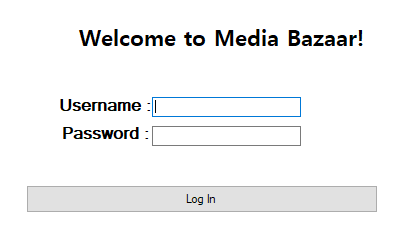 Welcome to Media Bazaar!
Username :
Password :
Log In